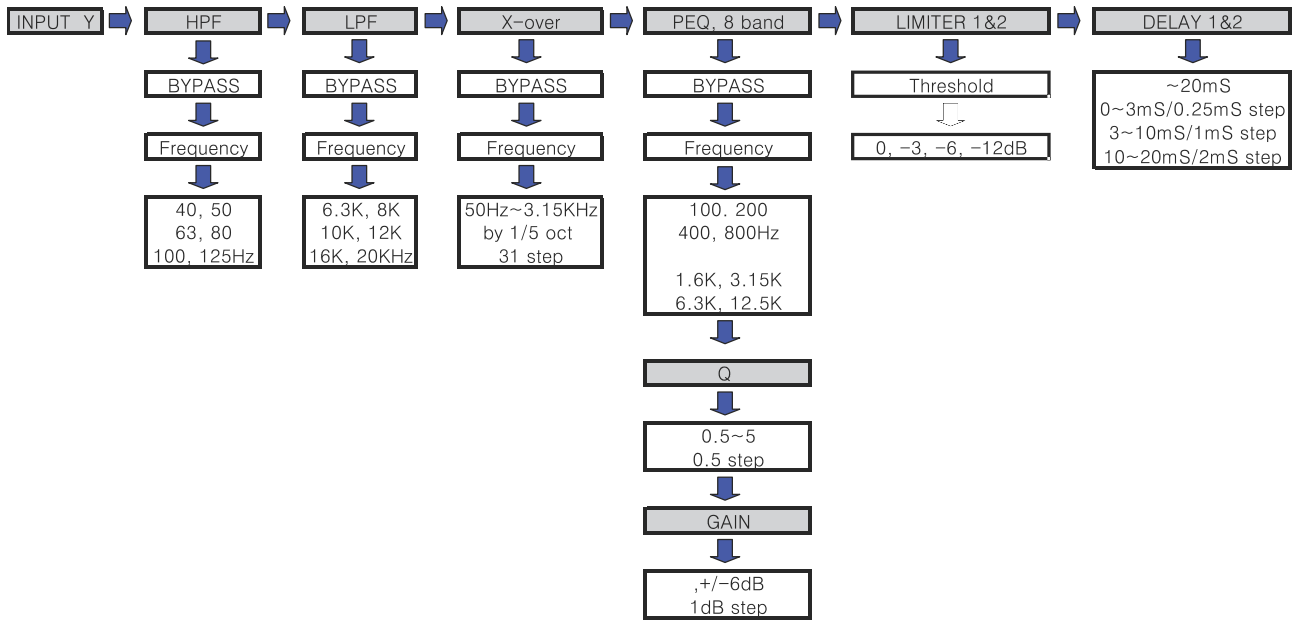 INPUT Y
HPF
LPF
X-over
PEQ, 8 band
LIMITER 1&2
DELAY 1&2
BYPASS
BYPASS
BYPASS
BYPASS
Threshold
~20mS
0~3mS/0.25mS step
3~10mS/1mS step
10~20mS/2mS step
Frequency
Frequency
Frequency
Frequency
0, -3, -6, -12dB
40, 50
63, 80
100, 125Hz
6.3K, 8K
10K, 12K
16K, 20KHz
50Hz~3.15KHz
by 1/5 oct
31 step
100. 200
400, 800Hz
1.6K, 3.15K
6.3K, 12.5K
Q
0.5~5
0.5 step
GAIN
,+/-6dB
1dB step